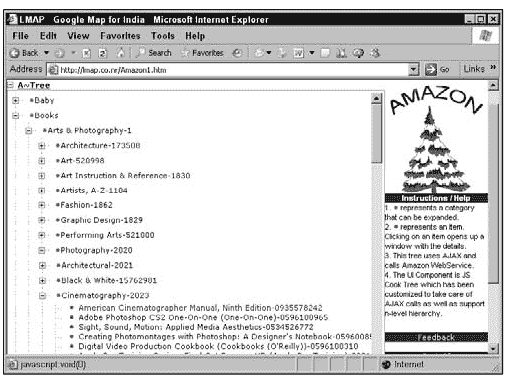 LMAP Google Map for India Microsoft Internet Explorer
File Edit View Favorites Tools Help
Back Search Favorites
Address http://lmap.co.nr/Amazon1.htm Go Links »
A~Tree
*Baby
*Books
*Arts & Photography-1
*Architecture-173508
*Art-520998
*Art Instruction & Reference-1830
*Artists, A-Z-1104
*Fashion-1862
*Graphic Design-1829
*Performing Arts-521000
*Photography-2020
*Architectural-2021
*Black & White-15762981
*Cinematography-2023
* American Cinematographer Manual, Ninth Edition-0935578242
* Adobe Photoshop CS2 One-On-One (One-On-One)-0596100965
* Sight, Sound, Motion: Applied Media Aesthetics-0534526772
* Creating Photomontages with Photoshop: A Designer's Notebook-05960085
* Digital Video Production Cookbook (Cookbooks (O'Reilly))-0596100310
AMAZON
Instructions/Help
1. * represents a category
that can be expanded.
2. * represents an item.
Clicking on an item opens up a
window with the details.
3. This tree uses AJAX and
calls Amazon WebService.
4. The UI Component is JS
Cook Tree which has been
customized to take care of
AJAX calls as well as support
n-level hierarchy.
Feedback
javascript:void(0) Internet